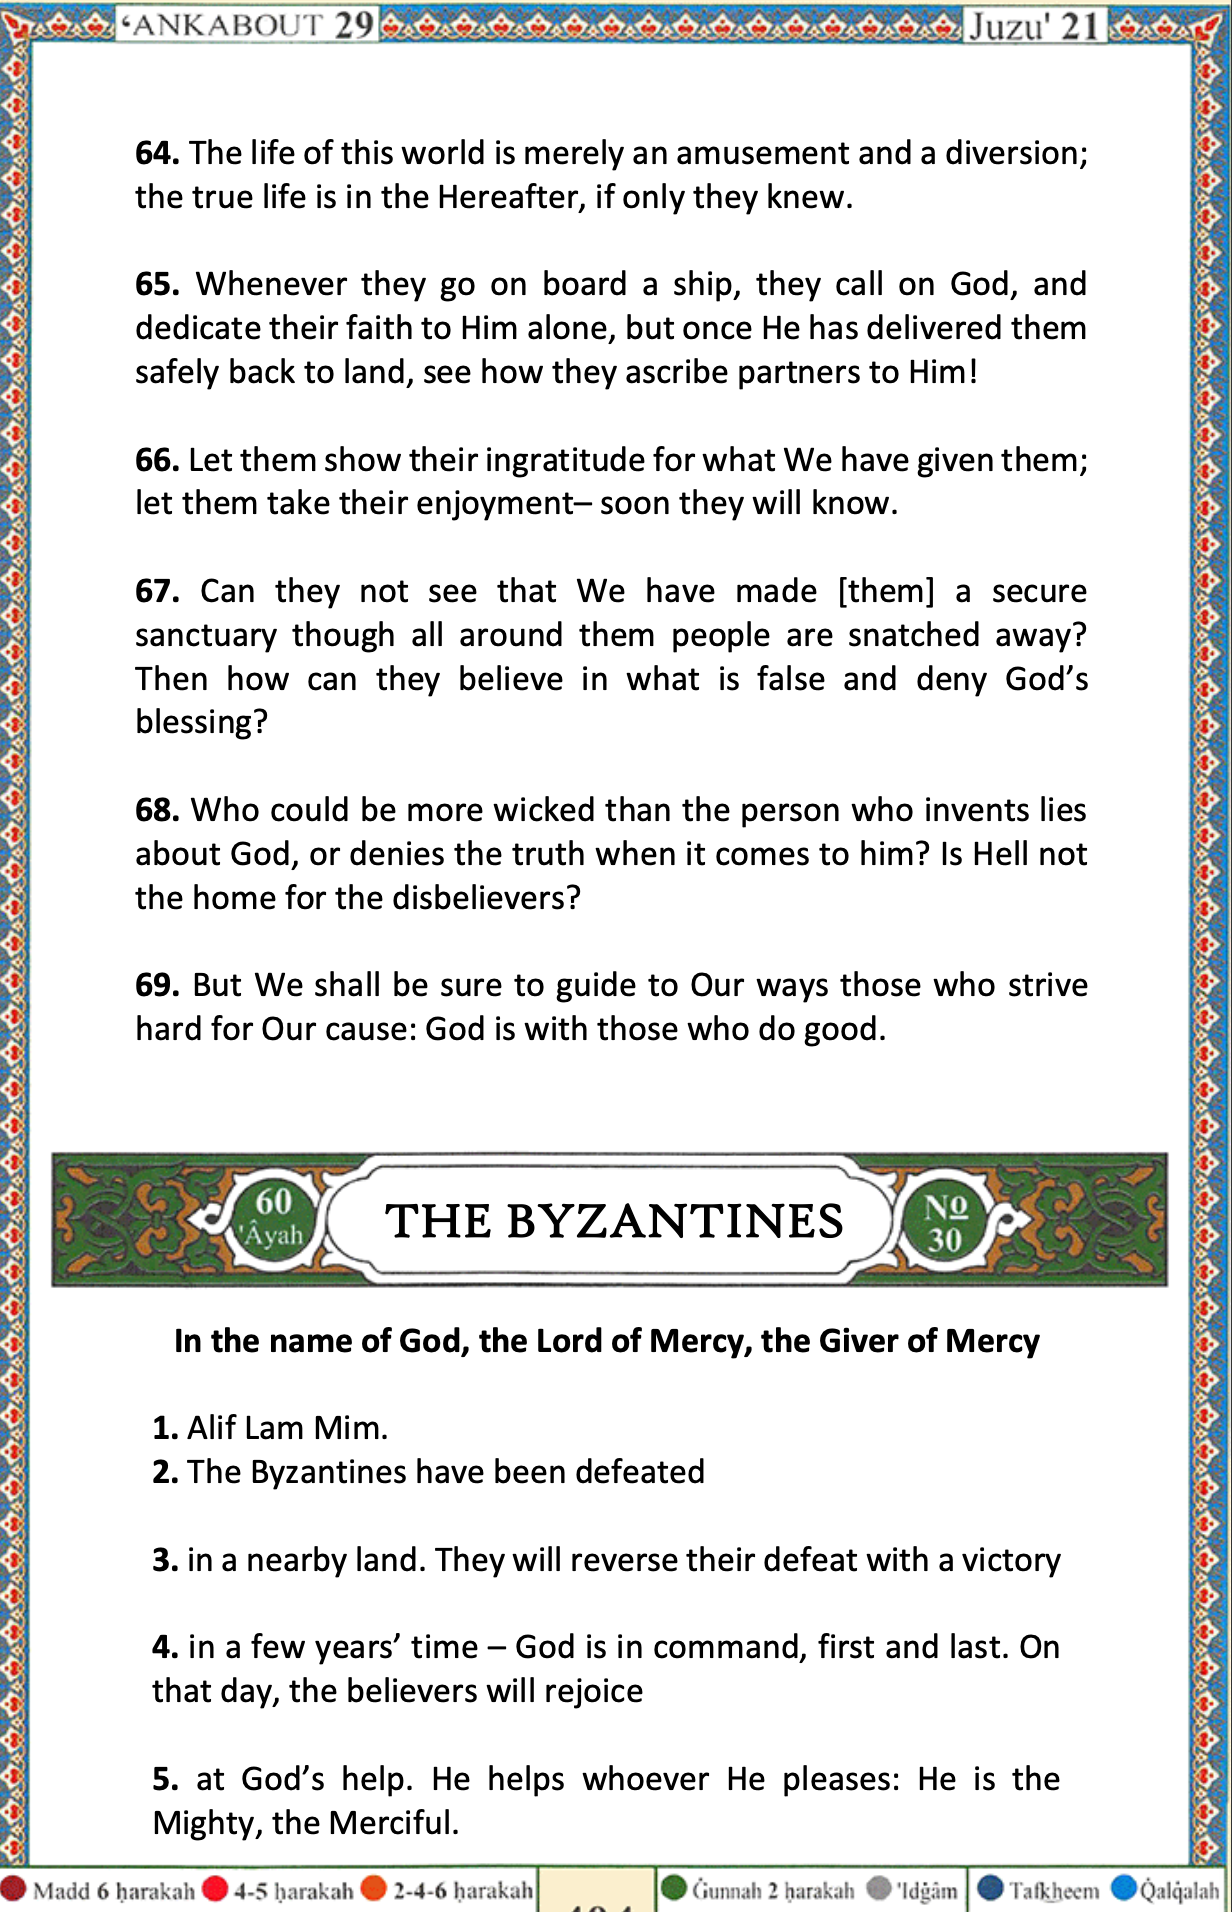 ‘ANKABOUT 29
Juzu' 21
64. The life of this world is merely an amusement and a diversion;
the true life is in the Hereafter, if only they knew.
65. Whenever they go on board a ship, they call on God, and
dedicate their faith to Him alone, but once He has delivered them
safely back to land, see how they ascribe partners to Him!
66. Let them show their ingratitude for what We have given them;
let them take their enjoyment– soon they will know.
67. Can they not see that We have made [them] a secure
sanctuary though all around them people are snatched away?
Then how can they believe in what is false and deny God’s
blessing?
68. Who could be more wicked than the person who invents lies
about God, or denies the truth when it comes to him? Is Hell not
the home for the disbelievers?
69. But We shall be sure to guide to Our ways those who strive
hard for Our cause: God is with those who do good.
60
'Âyah
THE BYZANTINES
No
30
In the name of God, the Lord of Mercy, the Giver of Mercy
1. Alif Lam Mim.
2. The Byzantines have been defeated
3. in a nearby land. They will reverse their defeat with a victory
4. in a few years’ time – God is in command, first and last. On
that day, the believers will rejoice
5. at God’s help. He helps whoever He pleases: He is the
Mighty, the Merciful.
Madd 6 ḥarakah 4-5 ḥarakah 2-4-6 ḥarakah
Ġunnah 2 ḥarakah 'Idġâm
Tafkheem Qalqalah